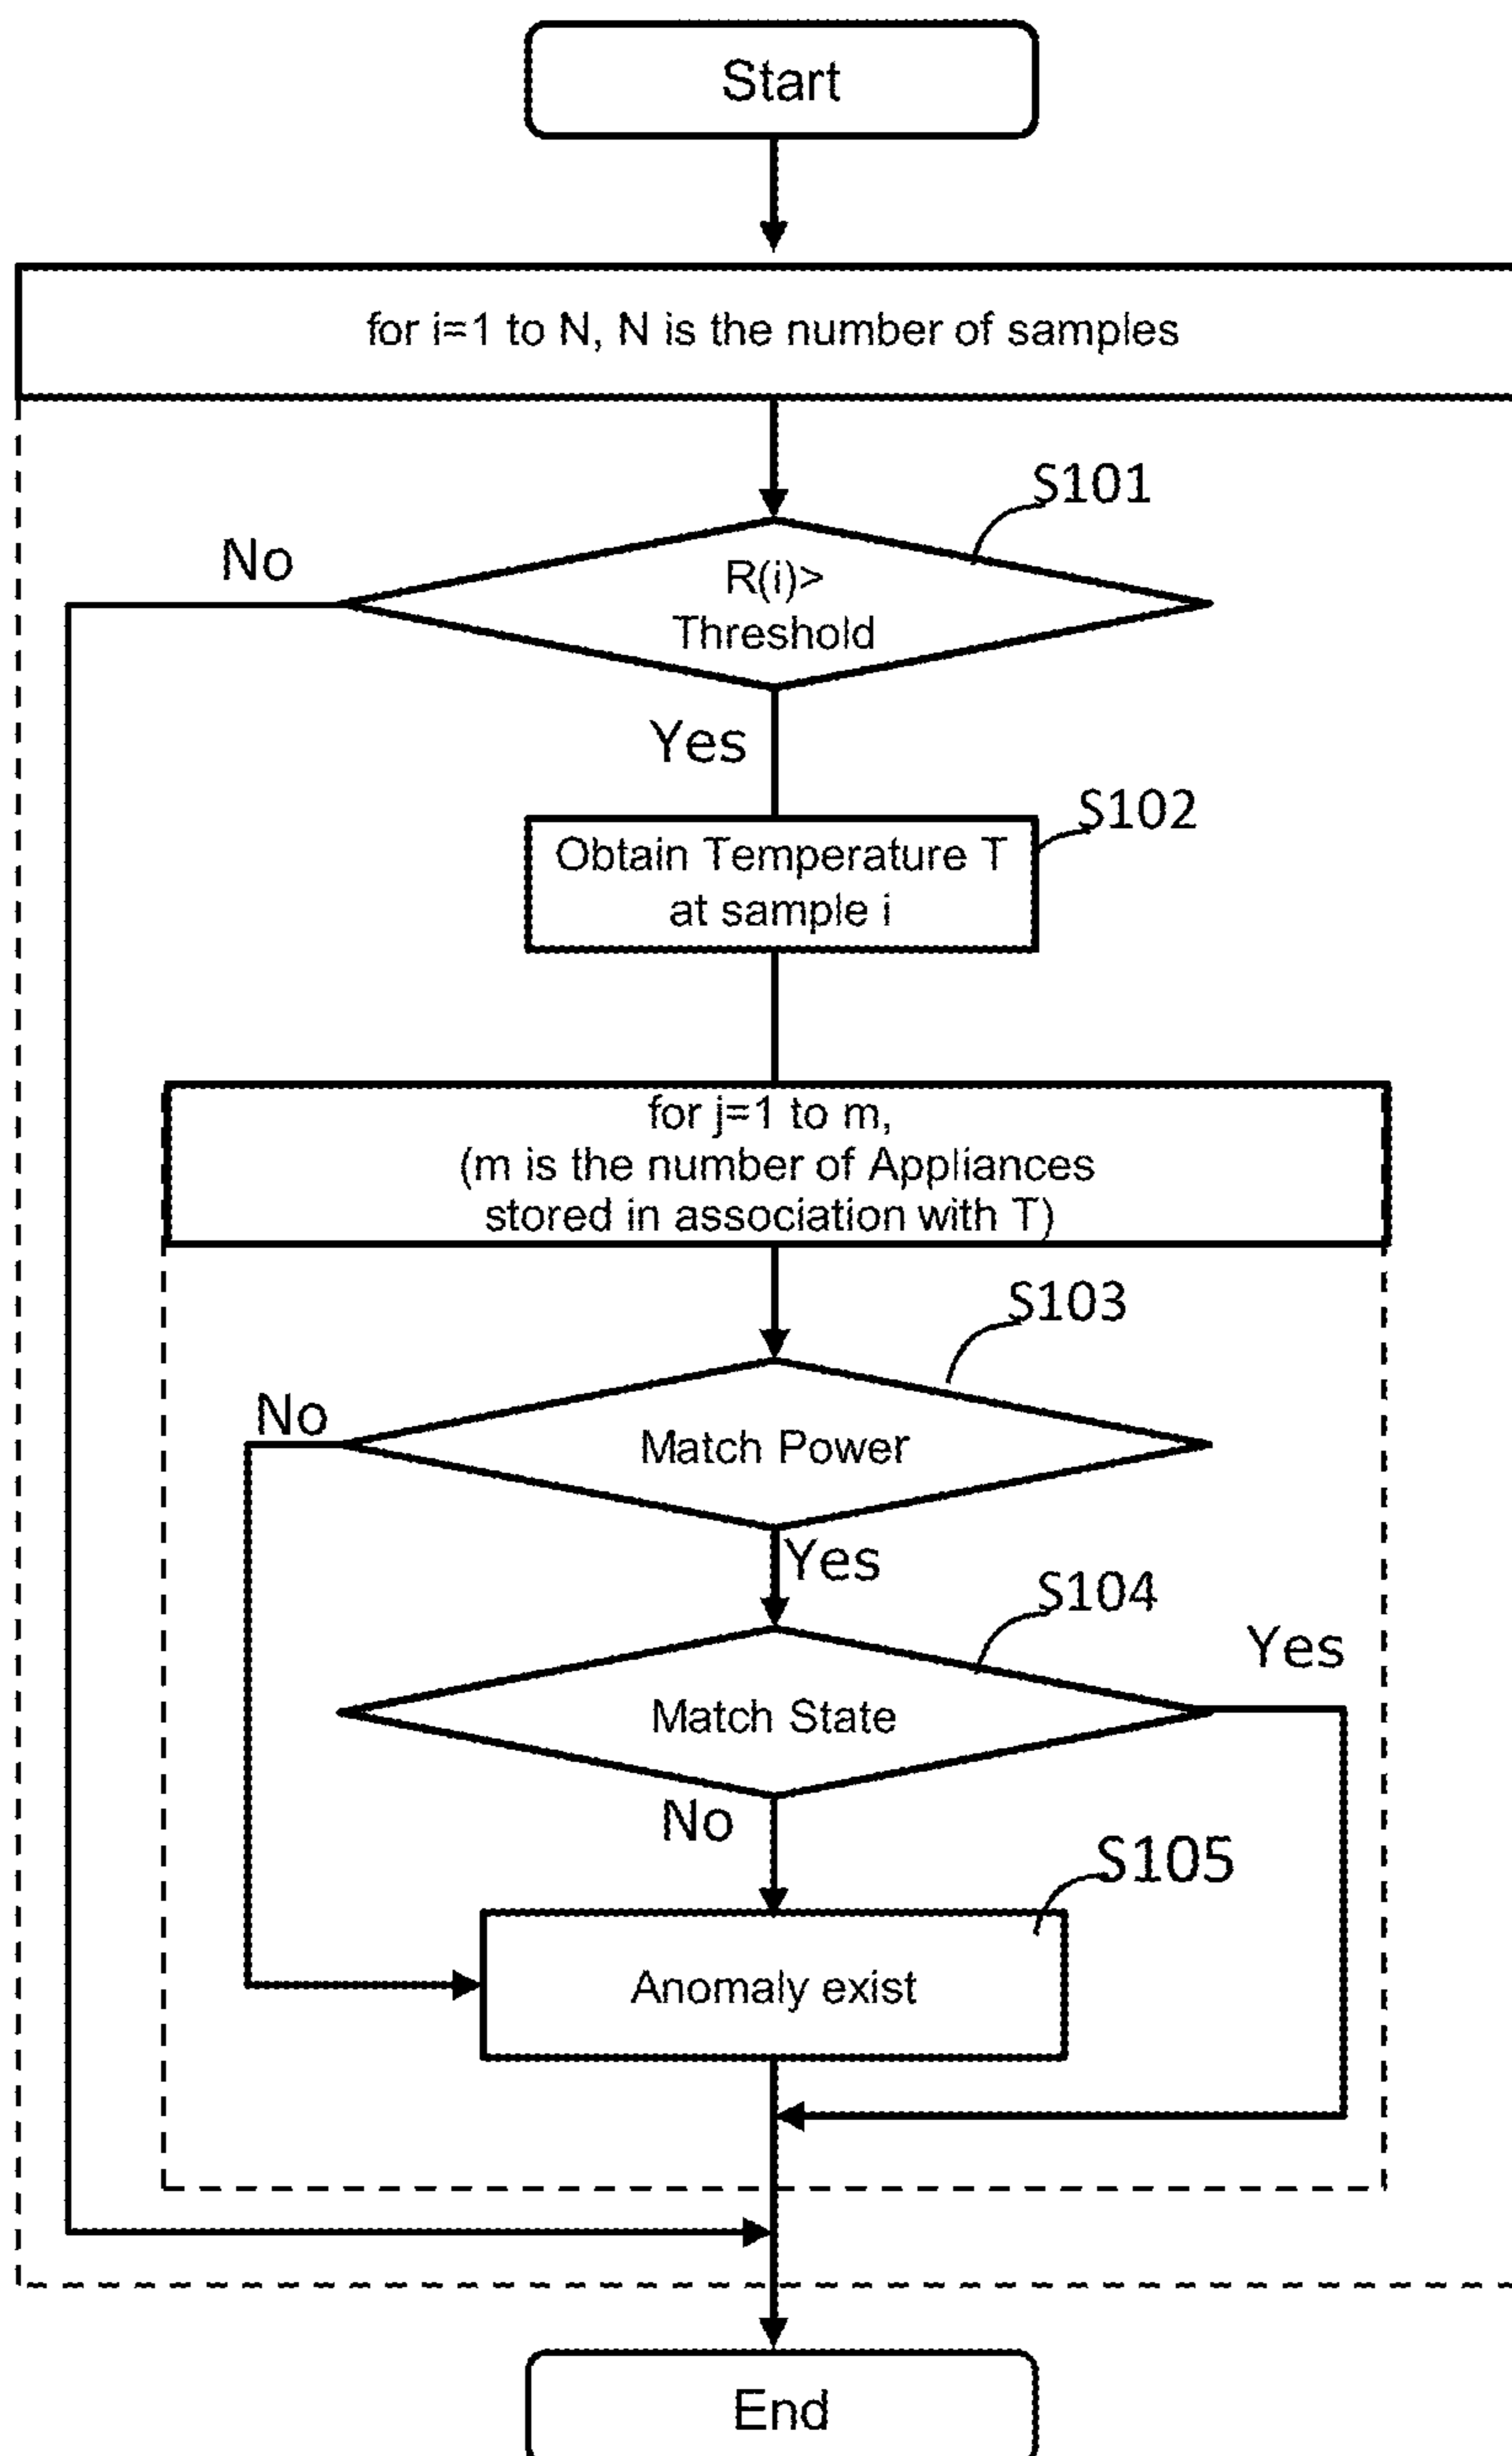 Start
for i=1 to N, N is the number of samples
S101
No
R(i)>
Threshold
Yes
S102
Obtain Temperature T
at sample i
for j=1 to m,
(m is the number of Appliances
stored in association with T)
S103
No
Match Power
Yes
S104
Yes
Match State
No
S105
Anomaly exist
End